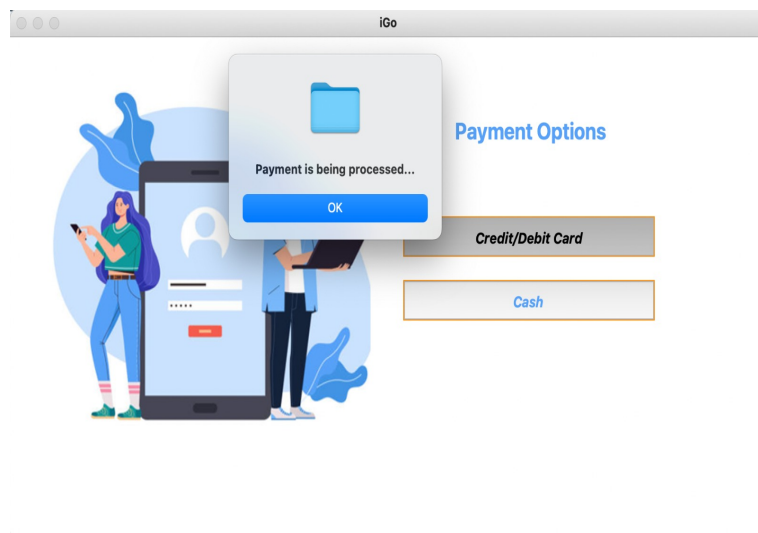 iGo
Payment is being processed...
OK
Payment Options
Credit/Debit Card
Cash